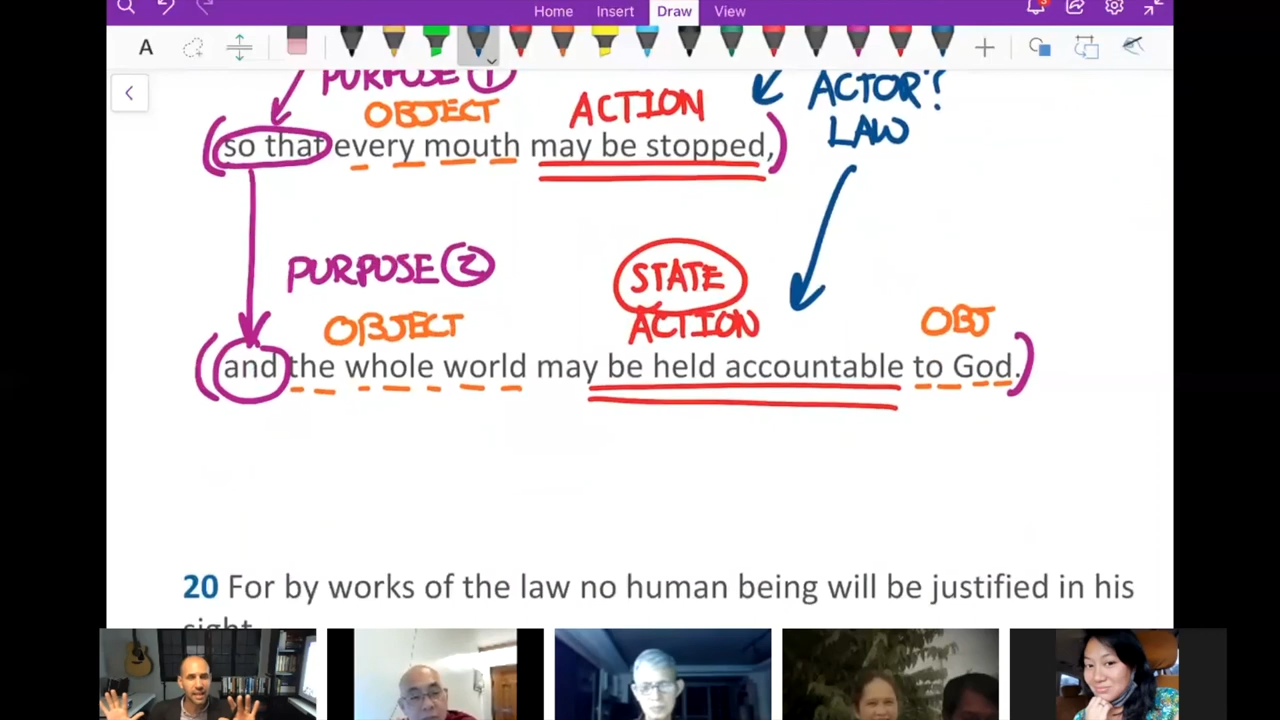 Home Insert Draw View
A
PURPOSE 1
OBJECT ACTION ACTOR?
LAW
so that every mouth may be stopped,
PURPOSE 2 STATE
OBJECT ACTION OBJ
and the whole world may be held accountable to God.
20 For by works of the law no human being will be justified in his
sight